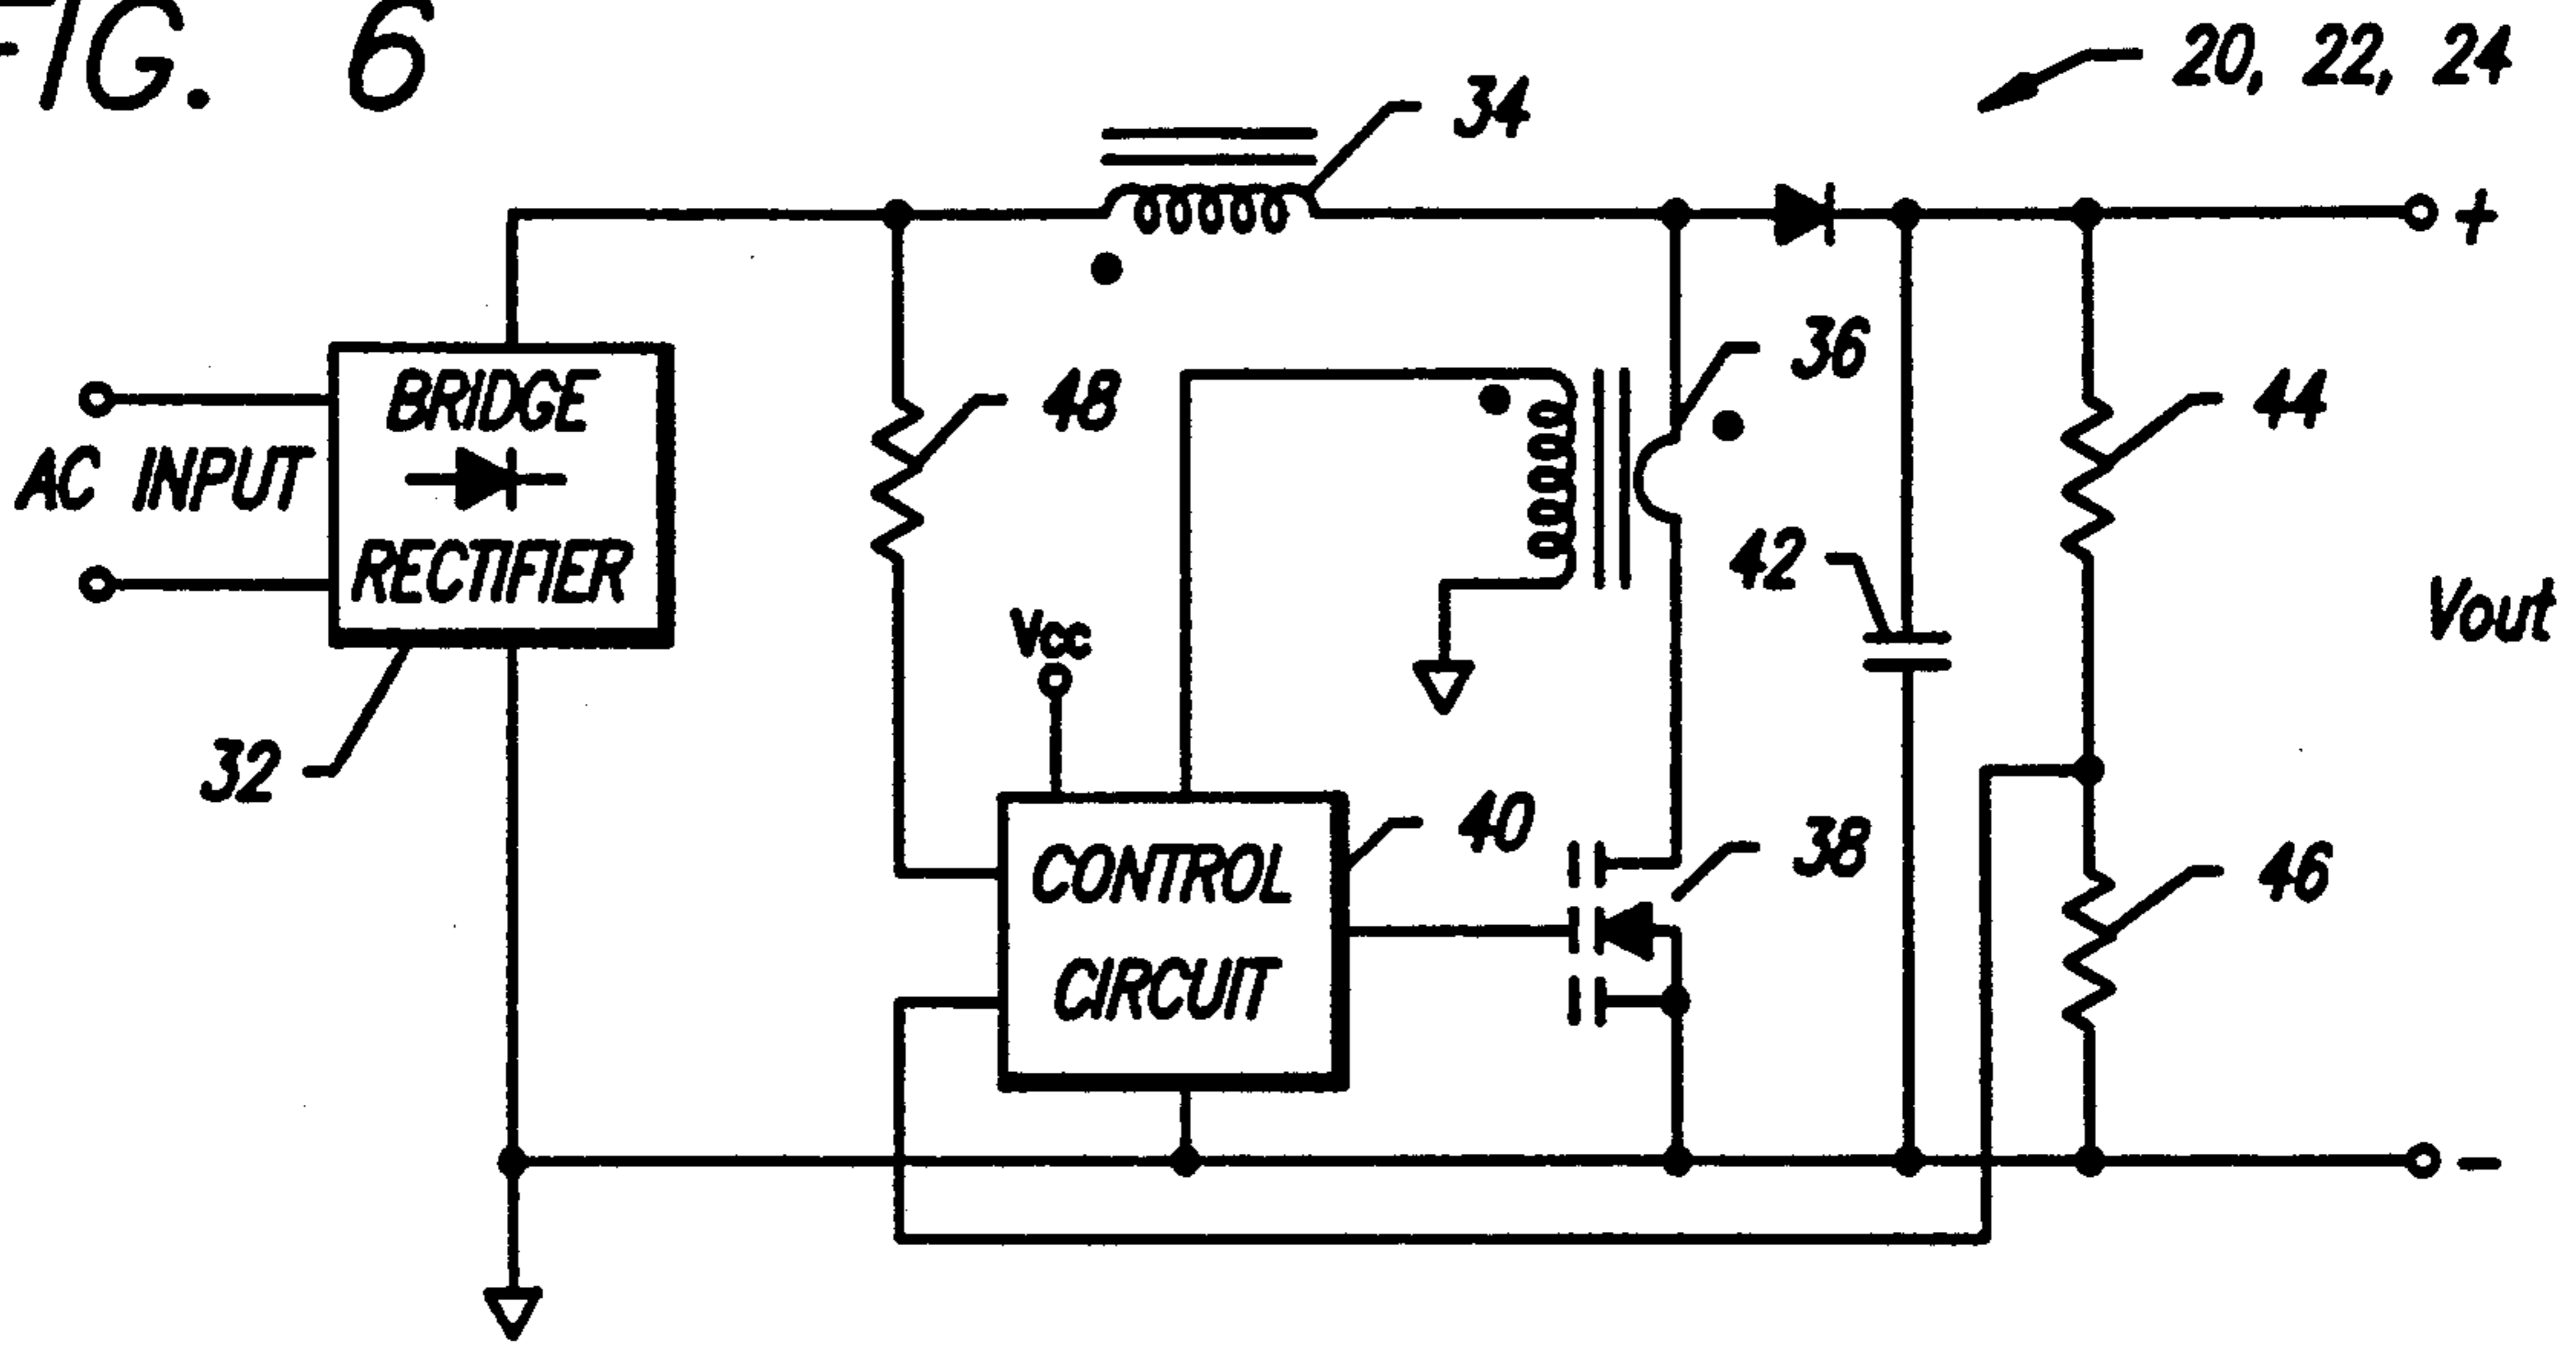 FIG. 6
20, 22, 24
34
+
36
48
44
BRIDGE
AC INPUT
RECTIFIER
42
Vcc
Vout
32
40
38
CONTROL
CIRCUIT
46
-